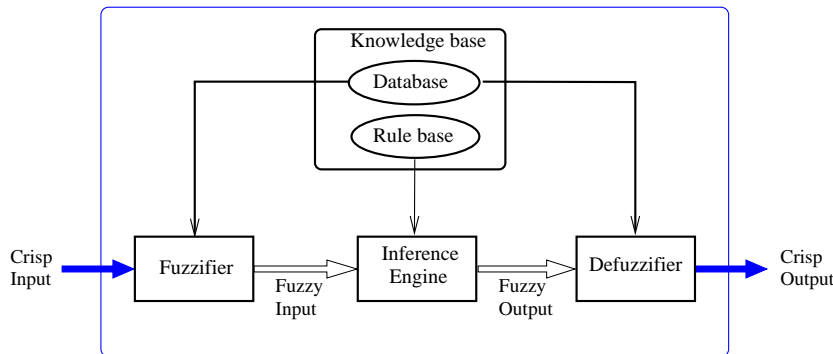 Knowledge base
Database
Rule base
Crisp
Input
Fuzzifier
Fuzzy
Input
Inference
Engine
Fuzzy
Output
Defuzzifier
Crisp
Output